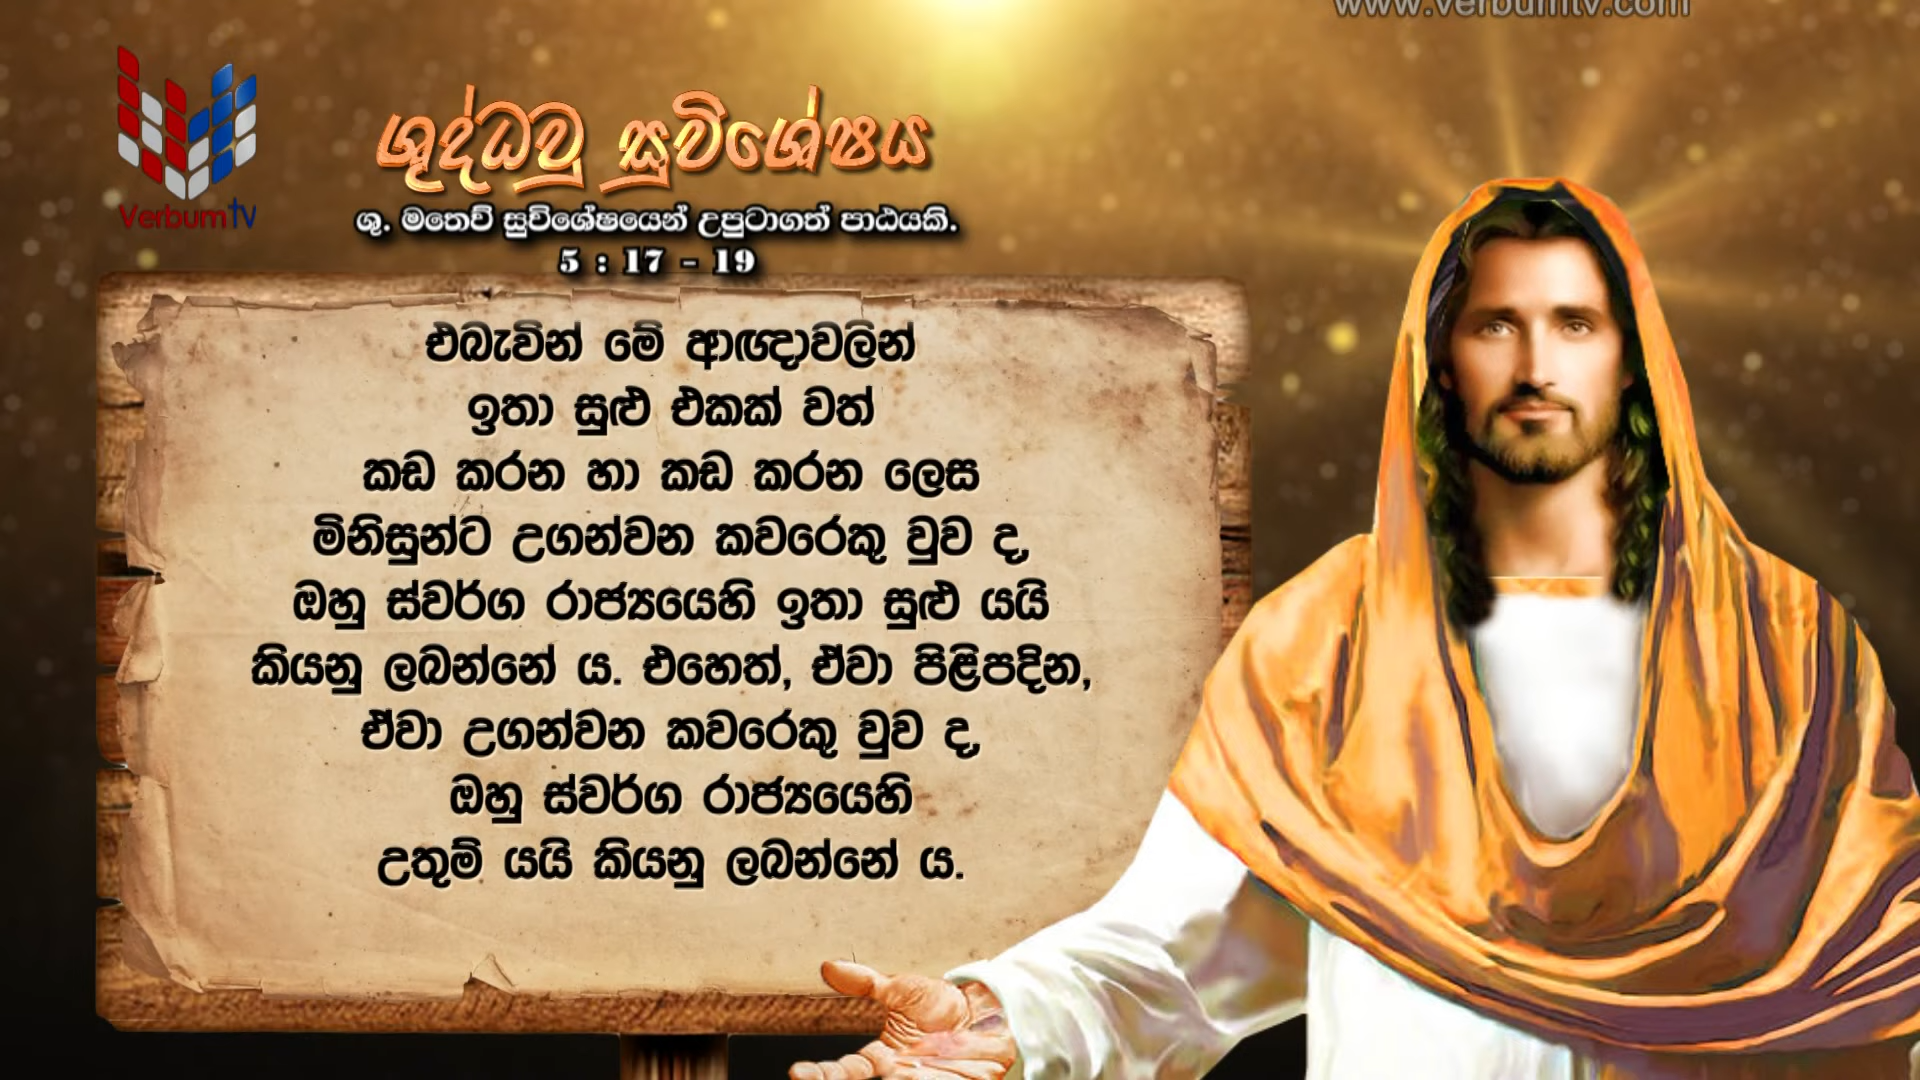 www.verbumtv.com
VerbumTV
ශුද්ධවූ සුවිශේෂය
ශු. මතෙව් සුවිශේෂයෙන් උපුටාගත් පාඨයකි.
5 : 17 - 19
එබැවින් මේ ආඥාවලින්
ඉතා සුළු එකක් වත්
කඩ කරන හා කඩ කරන ලෙස
මිනිසුන්ට උගන්වන කවරෙකු වුව ද,
ඔහු ස්වර්ග රාජ්‍යයෙහි ඉතා සුළු යයි
කියනු ලබන්නේ ය. එහෙත්, ඒවා පිළිපදින,
ඒවා උගන්වන කවරෙකු වුව ද,
ඔහු ස්වර්ග රාජ්‍යයෙහි
උතුම් යයි කියනු ලබන්නේ ය.